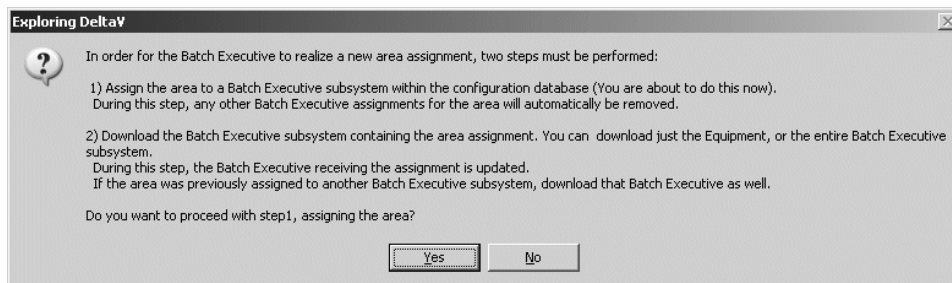 Exploring DeltaV
In order for the Batch Executive to realize a new area assignment, two steps must be performed:
1) Assign the area to a Batch Executive subsystem within the configuration database (You are about to do this now).
During this step, any other Batch Executive assignments for the area will automatically be removed.
2) Download the Batch Executive subsystem containing the area assignment. You can download just the Equipment, or the entire Batch Executive
subsystem.
During this step, the Batch Executive receiving the assignment is updated.
If the area was previously assigned to another Batch Executive subsystem, download that Batch Executive as well.
Do you want to proceed with step1, assigning the area?
Yes No